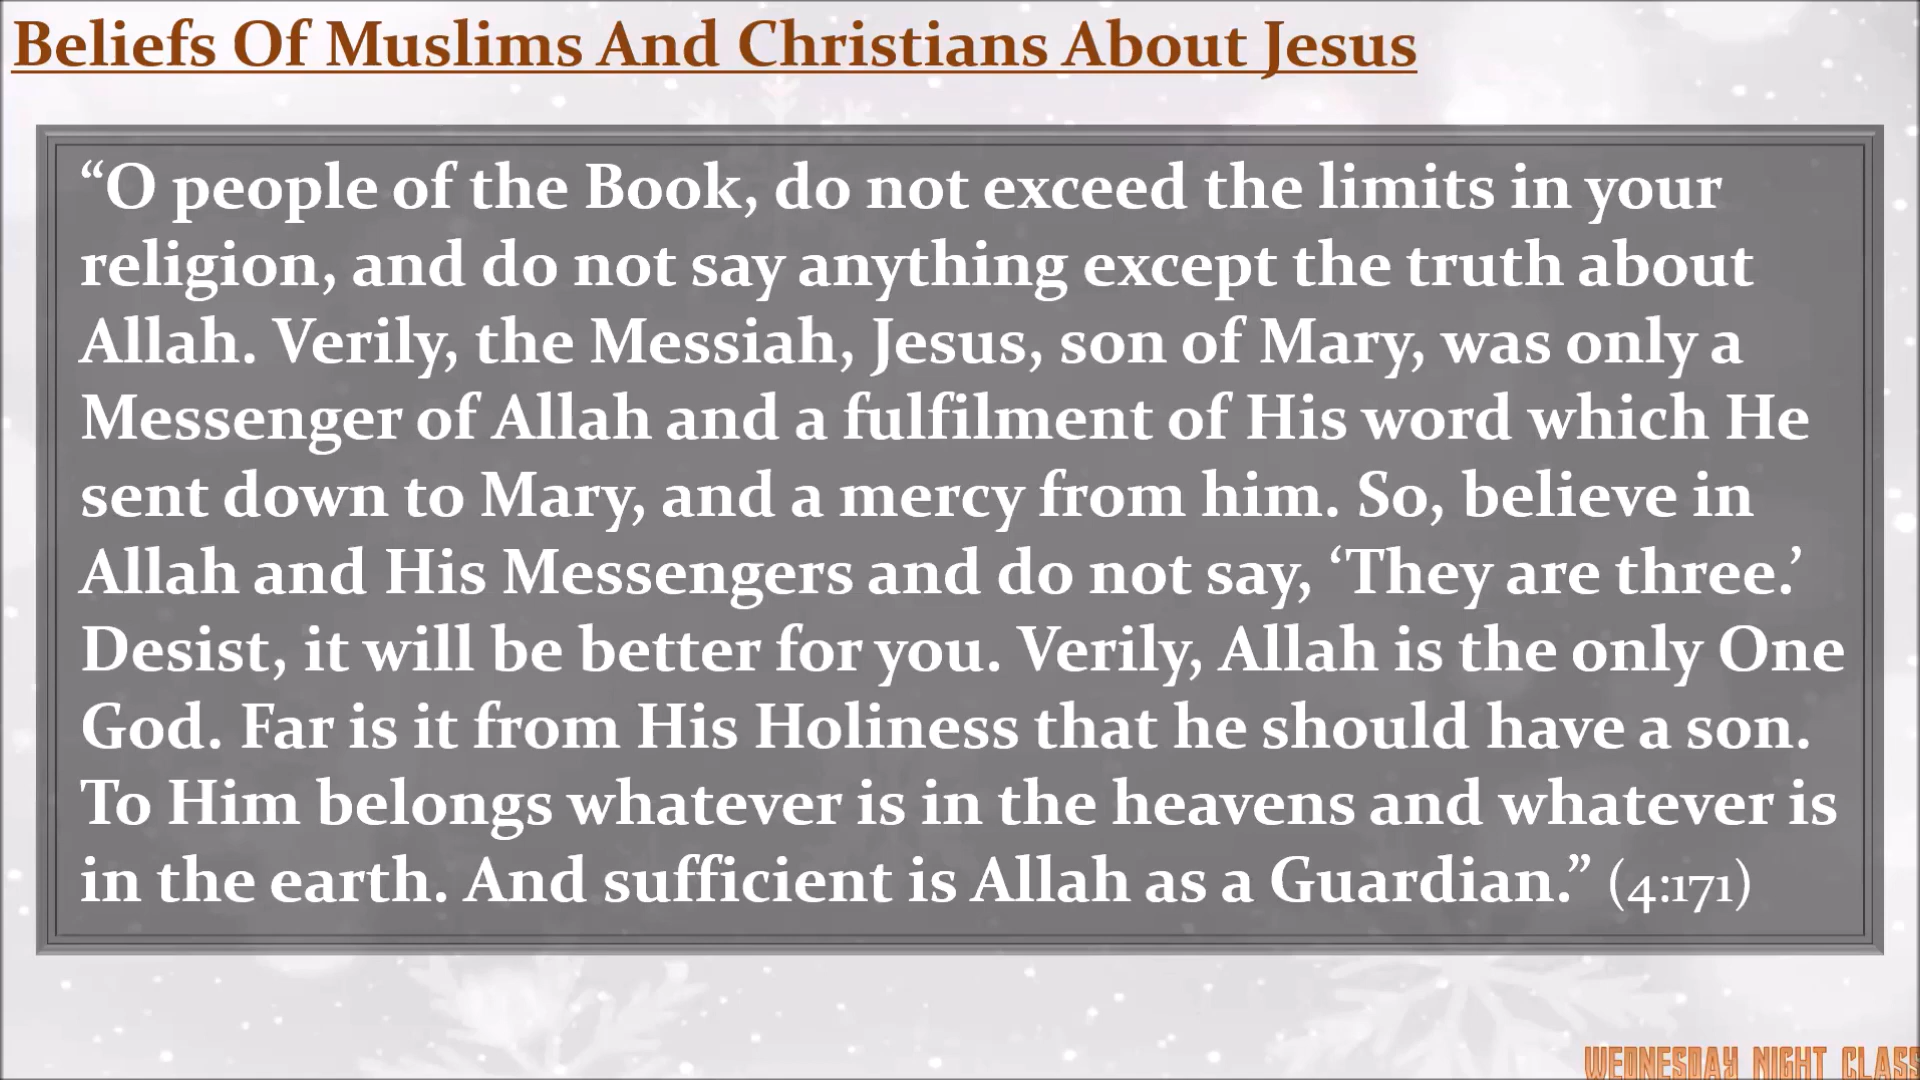 Beliefs Of Muslims And Christians About Jesus
“O people of the Book, do not exceed the limits in your
religion, and do not say anything except the truth about
Allah. Verily, the Messiah, Jesus, son of Mary, was only a
Messenger of Allah and a fulfilment of His word which He
sent down to Mary, and a mercy from him. So, believe in
Allah and His Messengers and do not say, ‘They are three.’
Desist, it will be better for you. Verily, Allah is the only One
God. Far is it from His Holiness that he should have a son.
To Him belongs whatever is in the heavens and whatever is
in the earth. And sufficient is Allah as a Guardian.” (4:171)
WEDNESDAY NIGHT CLASS